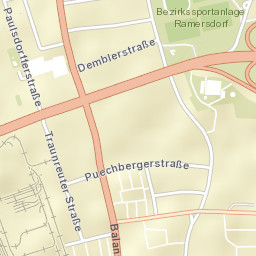 Bezirkssportanlage
Ramersdorf
Paulsdorfferstraße
Demblerstraße
Traunreuter Straße
Puechbergerstraße
Balan